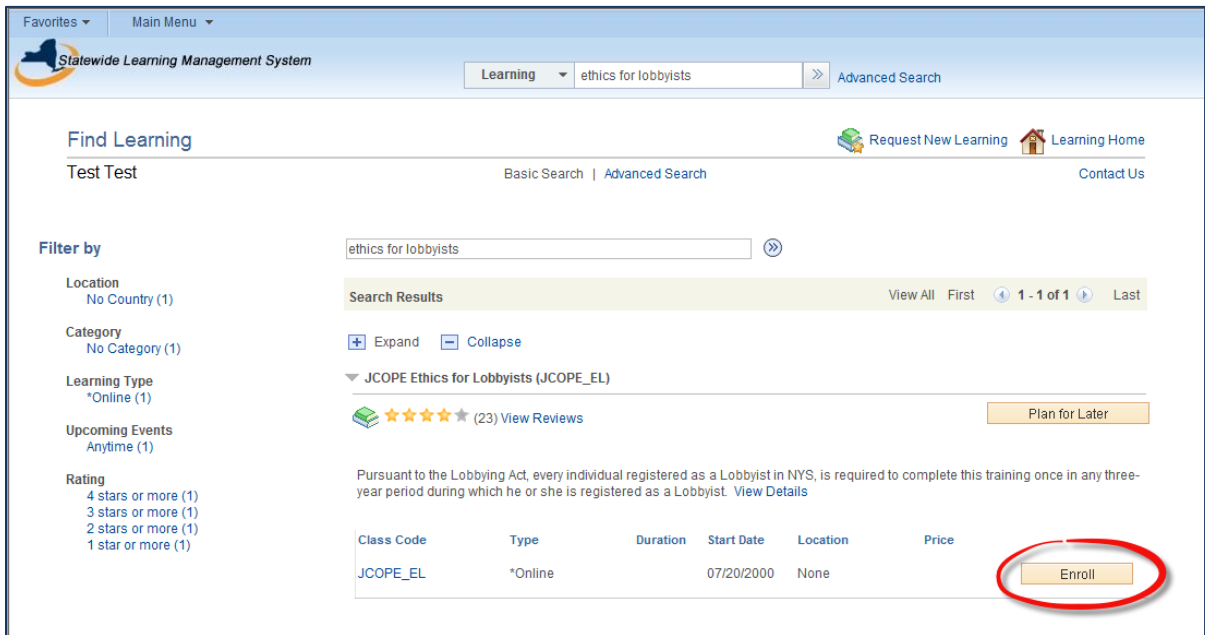 Favorites Main Menu
Statewide Learning Management System
Learning ethics for lobbyists Advanced Search
Find Learning
Request New Learning Learning Home
Test Test
Basic Search | Advanced Search
Contact Us
Filter by
Location
No Country (1)
Category
No Category (1)
Learning Type
*Online (1)
Upcoming Events
Anytime (1)
Rating
4 stars or more (1)
3 stars or more (1)
2 stars or more (1)
1 star or more (1)
ethics for lobbyists
Search Results View All First 1 - 1 of 1 Last
Expand Collapse
JCOPE Ethics for Lobbyists (JCOPE_EL)
(23) View Reviews
Plan for Later
Pursuant to the Lobbying Act, every individual registered as a Lobbyist in NYS, is required to complete this training once in any three-
year period during which he or she is registered as a Lobbyist. View Details
Class Code Type Duration Start Date Location Price
JCOPE_EL *Online 07/20/2000 None Enroll